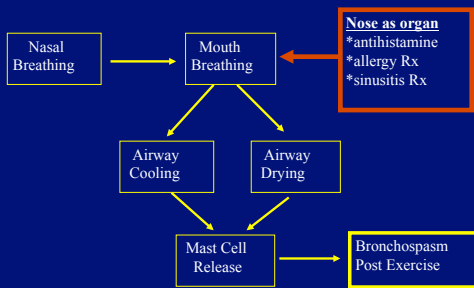 Nasal
Breathing
Mouth
Breathing
Nose as organ
*antihistamine
*allergy Rx
*sinusitis Rx
Airway
Cooling
Airway
Drying
Mast Cell
Release
Bronchospasm
Post Exercise